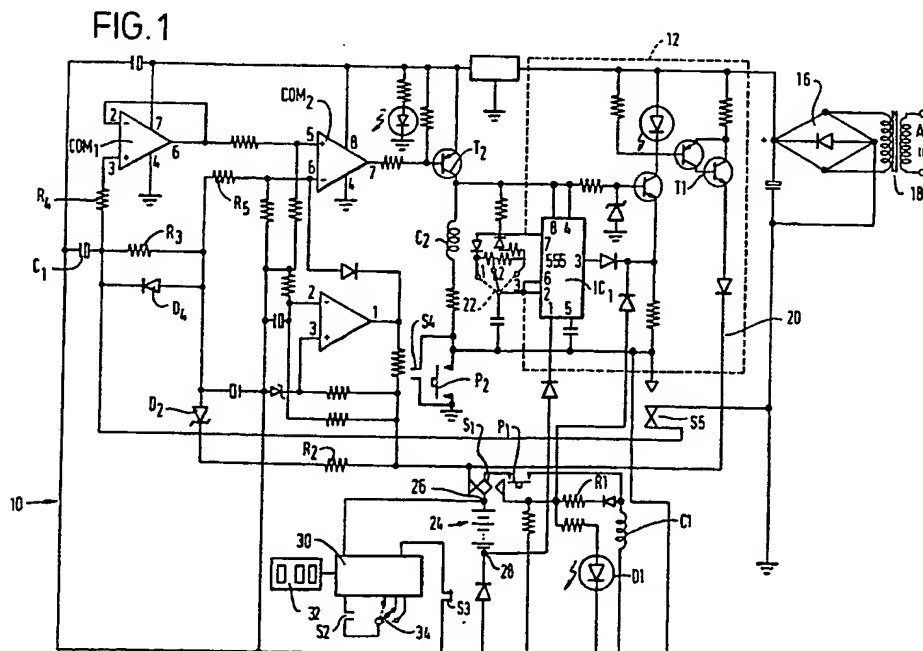 FIG. 1
12
16
COM₂
COM₁
2
3
7
4
6
5
6
8
4
7
T₂
T1
18
R₄
R₅
R₃
C₁
D₄
C₂
8 4
7
555 3
6
2
IC₁
1 5
1 2 3
22
20
2
3
1
S4
P₂
D₂
S5
R₂
S₁
P₁
26
R1
10
24
C1
28
30
D1
32
S3
S2
34